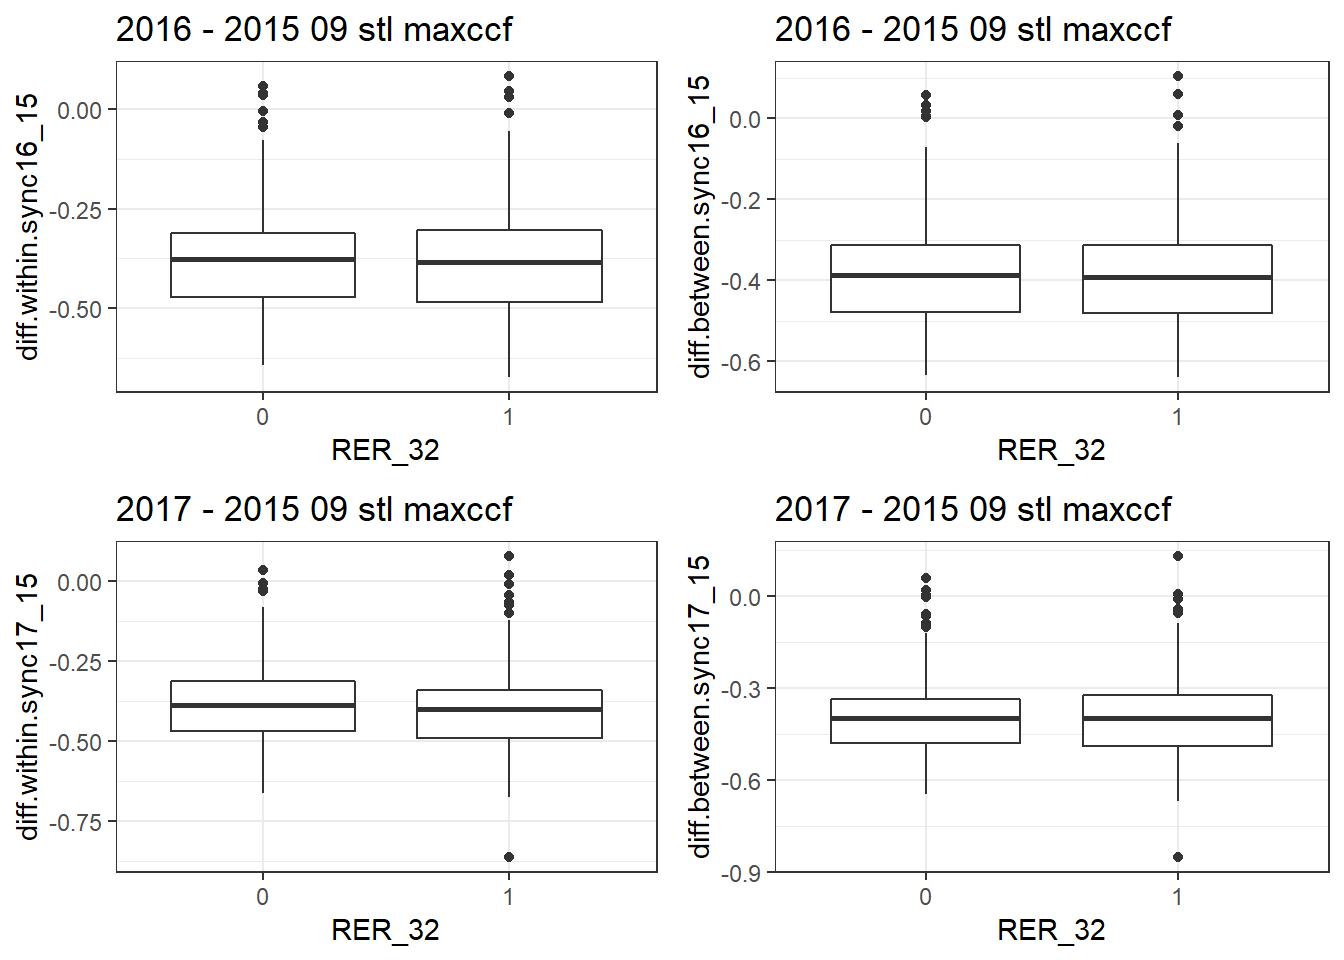 2016 - 2015 09 stl maxccf
diff.within.sync16_15
0.00
-0.25
-0.50
0
1
RER_32
2016 - 2015 09 stl maxccf
diff.between.sync16_15
0.0
-0.2
-0.4
-0.6
0
1
RER_32
2017 - 2015 09 stl maxccf
diff.within.sync17_15
0.00
-0.25
-0.50
-0.75
0
1
RER_32
2017 - 2015 09 stl maxccf
diff.between.sync17_15
0.0
-0.3
-0.6
-0.9
0
1
RER_32